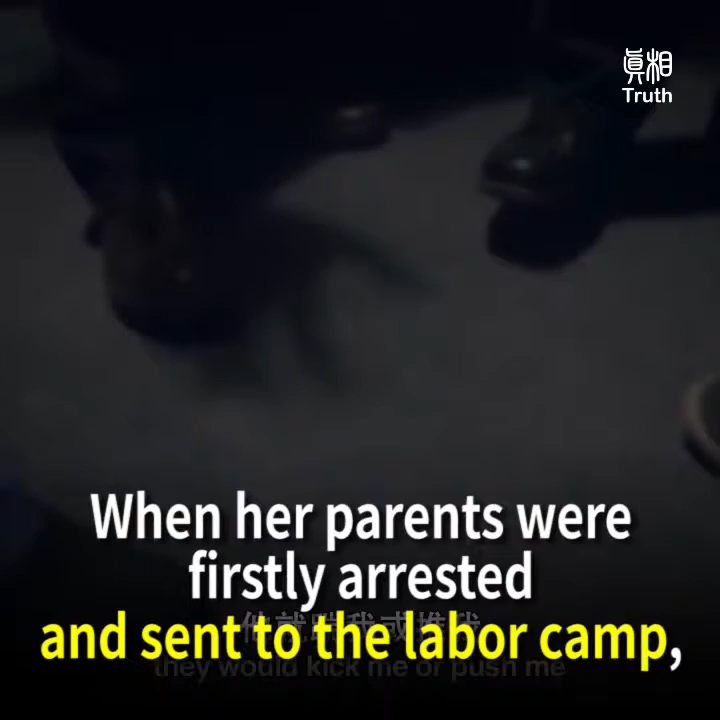 眞相
Truth
When her parents were
firstly arrested
and sent to the labor camp,
they would kick me or push me